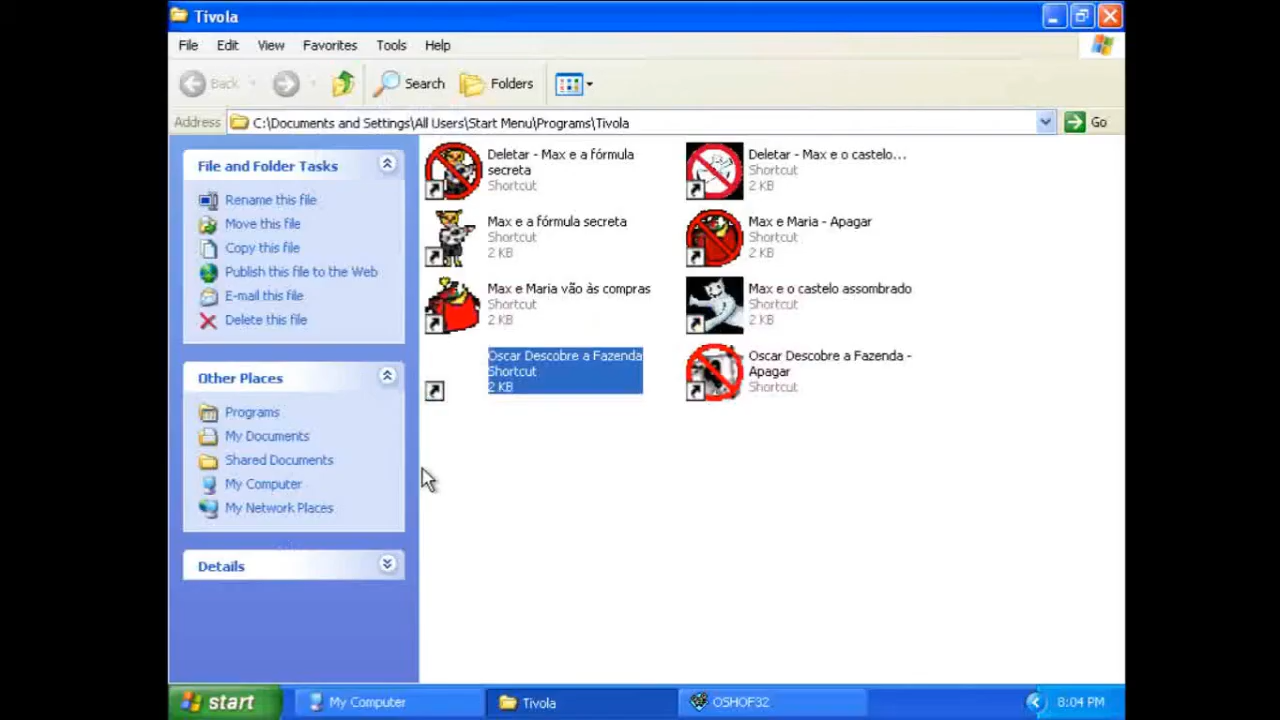 Tivola
File Edit View Favorites Tools Help
Back Search Folders
Address C:\Documents and Settings\All Users\Start Menu\Programs\Tivola Go
File and Folder Tasks
Rename this file
Move this file
Copy this file
Publish this file to the Web
E-mail this file
Delete this file
Other Places
Programs
My Documents
Shared Documents
My Computer
My Network Places
Details
Deletar - Max e a fórmula
secreta
Shortcut
Deletar - Max e o castelo...
Shortcut
2 KB
Max e a fórmula secreta
Shortcut
2 KB
Max e Maria - Apagar
Shortcut
2 KB
Max e Maria vão às compras
Shortcut
2 KB
Max e o castelo assombrado
Shortcut
2 KB
Oscar Descobre a Fazenda
Shortcut
2 KB
Oscar Descobre a Fazenda -
Apagar
Shortcut
start My Computer Tivola OSHOF32 8:04 PM